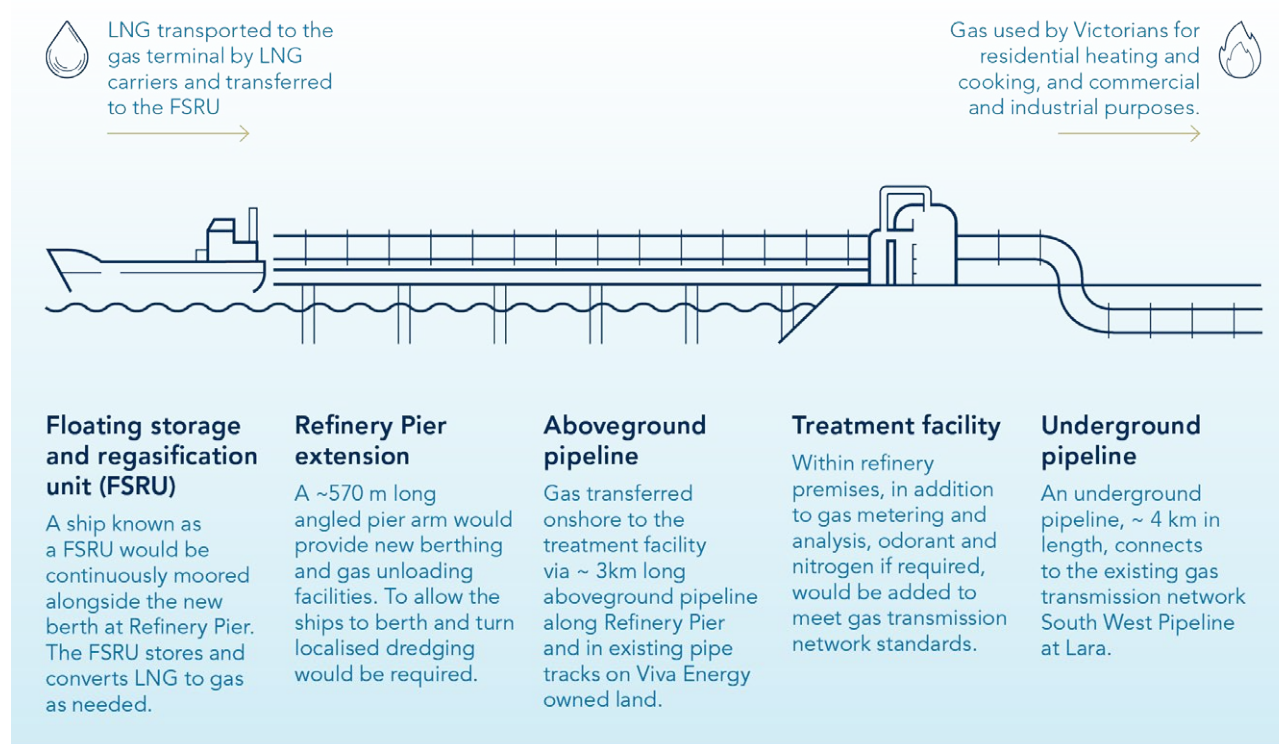 LNG transported to the
gas terminal by LNG
carriers and transferred
to the FSRU
Gas used by Victorians for
residential heating and
cooking, and commercial
and industrial purposes.
Floating storage
and regasification
unit (FSRU)
A ship known as
a FSRU would be
continuously moored
alongside the new
berth at Refinery Pier.
The FSRU stores and
converts LNG to gas
as needed.
Refinery Pier
extension
A ~570 m long
angled pier arm would
provide new berthing
and gas unloading
facilities. To allow the
ships to berth and turn
localised dredging
would be required.
Aboveground
pipeline
Gas transferred
onshore to the
treatment facility
via ~ 3km long
aboveground pipeline
along Refinery Pier
and in existing pipe
tracks on Viva Energy
owned land.
Treatment facility
Within refinery
premises, in addition
to gas metering and
analysis, odorant and
nitrogen if required,
would be added to
meet gas transmission
network standards.
Underground
pipeline
An underground
pipeline, ~ 4 km in
length, connects
to the existing gas
transmission network
South West Pipeline
at Lara.